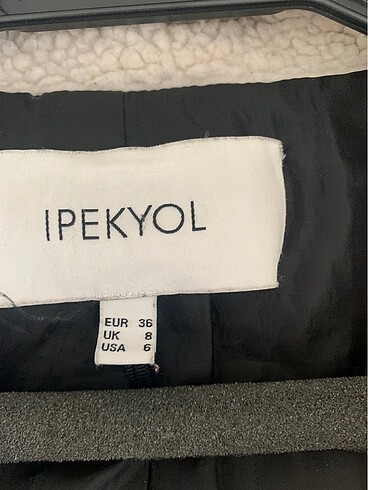 IPEKYOL
EUR 36
UK 8
USA 6